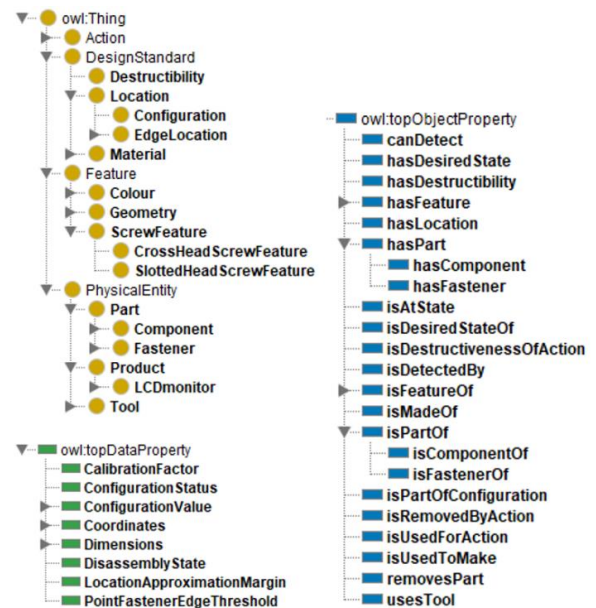 owl:Thing
Action
DesignStandard
Destructibility
Location
Configuration
EdgeLocation
Material
Feature
Colour
Geometry
ScrewFeature
CrossHeadScrewFeature
SlottedHeadScrewFeature
PhysicalEntity
Part
Component
Fastener
Product
LCDmonitor
Tool
owl:topDataProperty
CalibrationFactor
ConfigurationStatus
ConfigurationValue
Coordinates
Dimensions
DisassemblyState
LocationApproximationMargin
PointFastenerEdgeThreshold
owl:topObjectProperty
canDetect
hasDesiredState
hasDestructibility
hasFeature
hasLocation
hasPart
hasComponent
hasFastener
isAtState
isDesiredStateOf
isDestructivenessOfAction
isDetectedBy
isFeatureOf
isMadeOf
isPartOf
isComponentOf
isFastenerOf
isPartOfConfiguration
isRemovedByAction
isUsedForAction
isUsedToMake
removesPart
usesTool